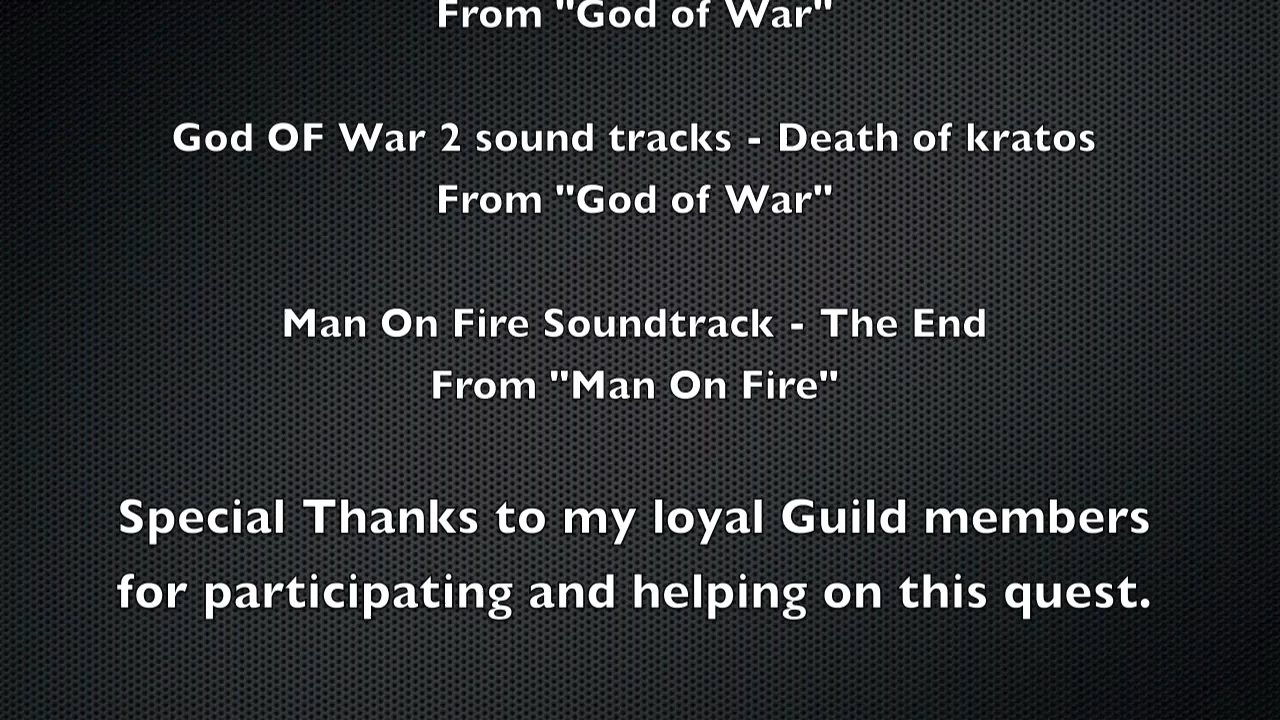 From "God of War"
God OF War 2 sound tracks - Death of kratos
From "God of War"
Man On Fire Soundtrack - The End
From "Man On Fire"
Special Thanks to my loyal Guild members
for participating and helping on this quest.